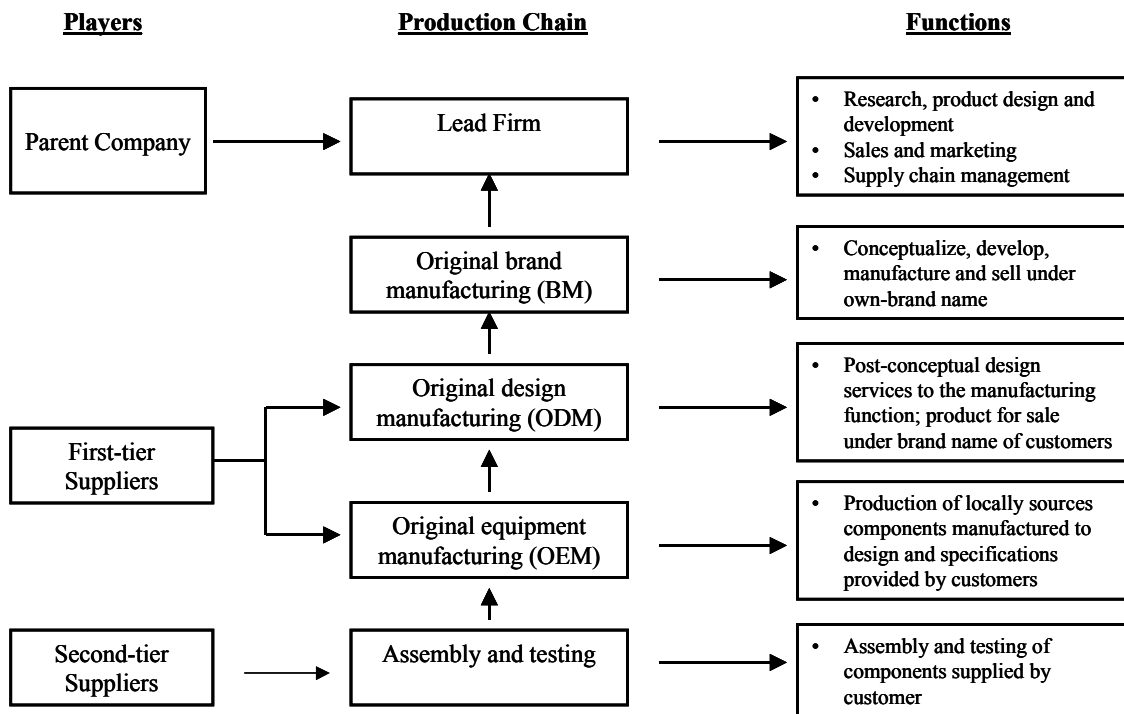 Players
Production Chain
Functions
Parent Company
Lead Firm
• Research, product design and
development
• Sales and marketing
• Supply chain management
Original brand
manufacturing (BM)
• Conceptualize, develop,
manufacture and sell under
own-brand name
First-tier
Suppliers
Original design
manufacturing (ODM)
• Post-conceptual design
services to the manufacturing
function; product for sale
under brand name of customers
Original equipment
manufacturing (OEM)
• Production of locally sources
components manufactured to
design and specifications
provided by customers
Second-tier
Suppliers
Assembly and testing
• Assembly and testing of
components supplied by
customer